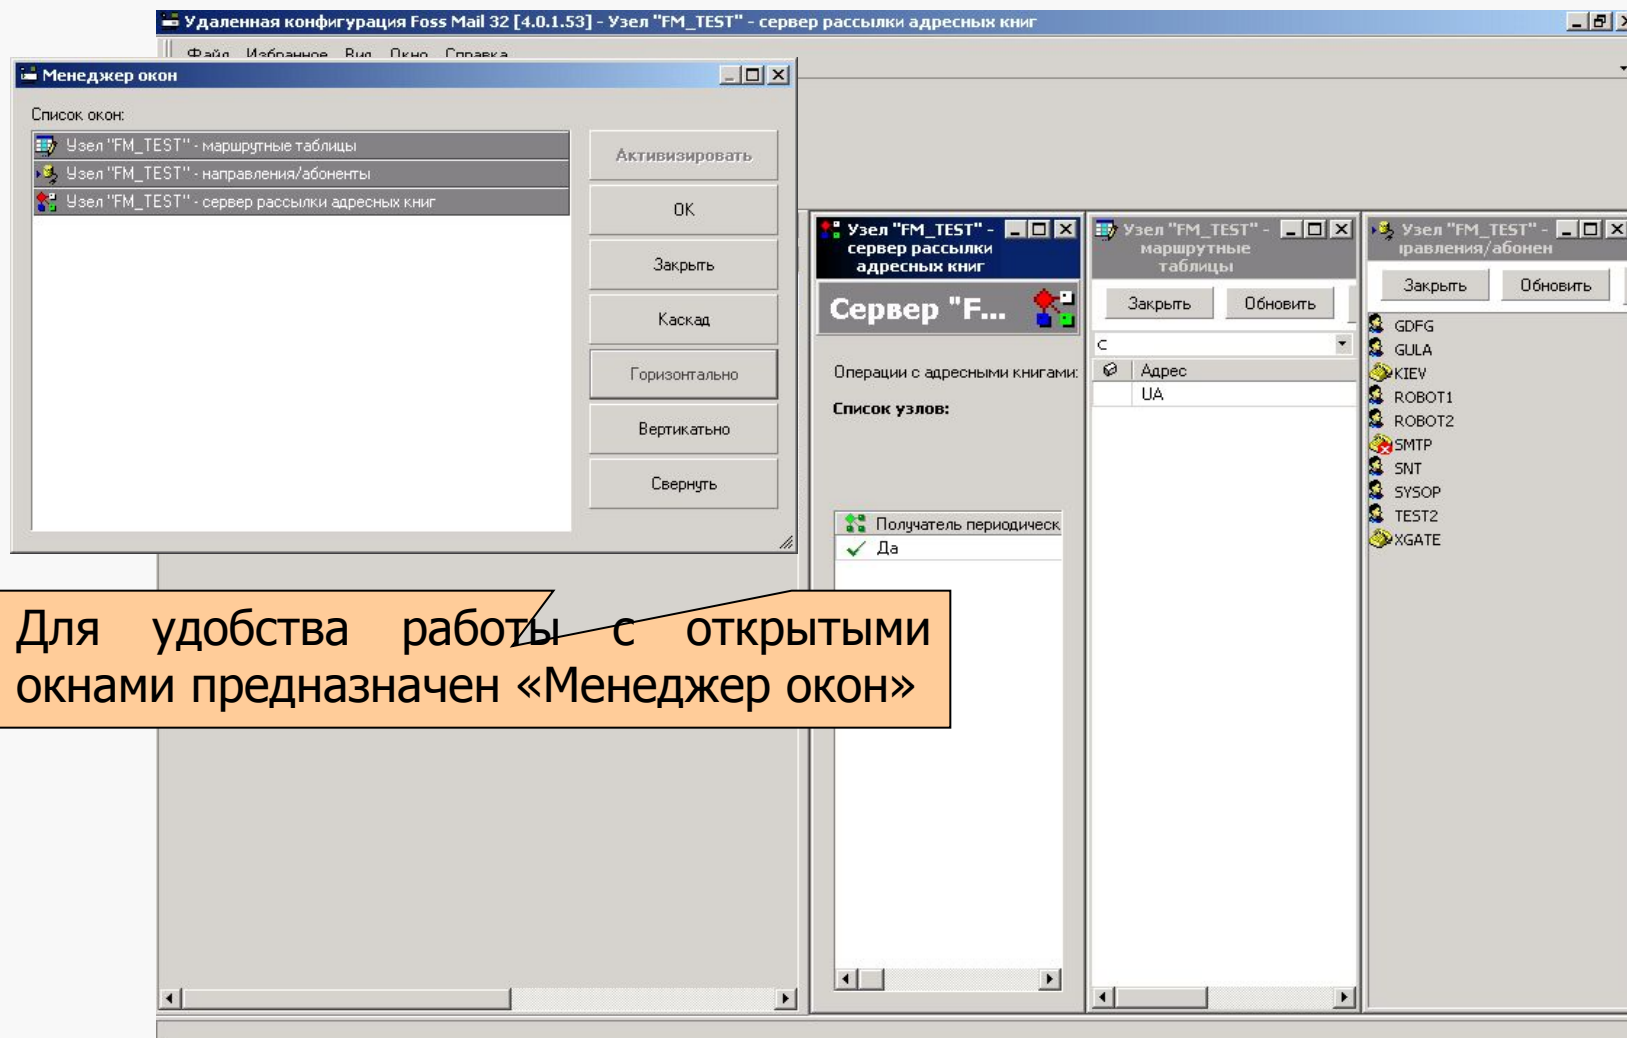 Удаленная конфигурация Foss Mail 32 [4.0.1.53] - Узел "FM_TEST" - сервер рассылки адресных книг
Файл Избранное Вид Окно Справка
Менеджер окон
Список окон:
Узел "FM_TEST" - маршрутные таблицы
Узел "FM_TEST" - направления/абоненты
Узел "FM_TEST" - сервер рассылки адресных книг
Активизировать
OK
Закрыть
Каскад
Горизонтально
Вертикатьно
Свернуть
Узел "FM_TEST" -
сервер рассылки
адресных книг
Сервер "F...
Операции с адресными книгами:
Список узлов:
Получатель периодическ
Да
Узел "FM_TEST" -
маршрутные
таблицы
Закрыть Обновить
C
Адрес
UA
Узел "FM_TEST" -
равления/абонен
Закрыть Обновить
GDFG
GULA
KIEV
ROBOT1
ROBOT2
SMTP
SNT
SYSOP
TEST2
XGATE
Для удобства работы с открытыми
окнами предназначен «Менеджер окон»